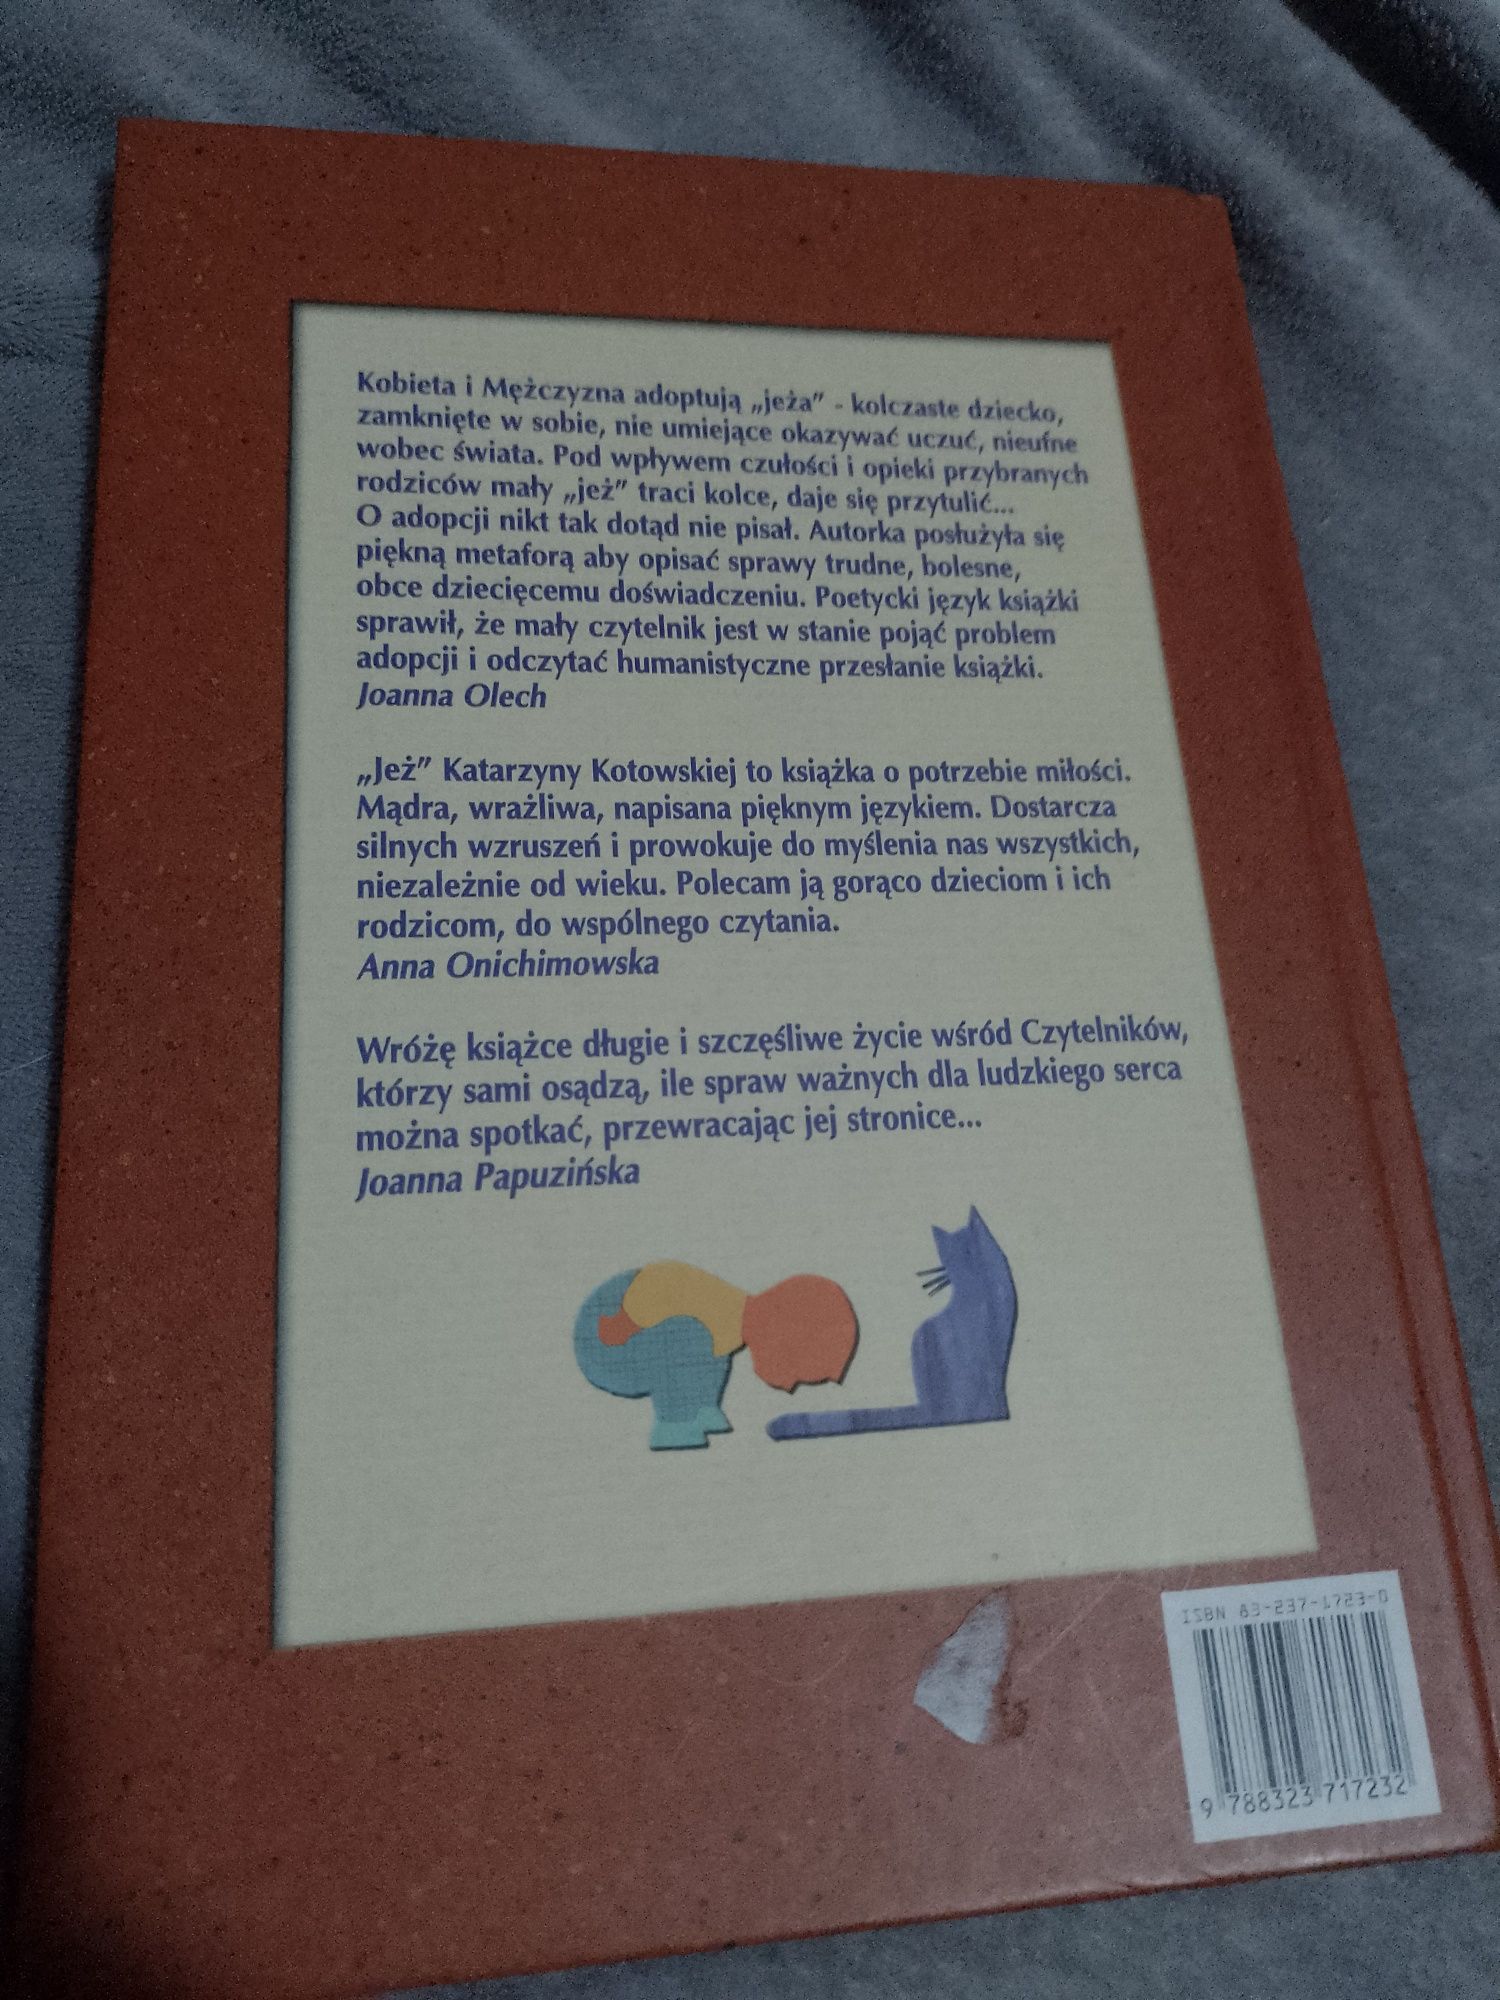 Kobieta i Mężczyzna adoptują „jeża” - kolczaste dziecko,
zamknięte w sobie, nie umiejące okazywać uczuć, nieufne
wobec świata. Pod wpływem czułości i opieki przybranych
rodziców mały „jeż” traci kolce, daje się przytulić...
O adopcji nikt tak dotąd nie pisał. Autorka posłużyła się
piękną metaforą aby opisać sprawy trudne, bolesne,
obce dziecięcemu doświadczeniu. Poetycki język książki
sprawił, że mały czytelnik jest w stanie pojąć problem
adopcji i odczytać humanistyczne przesłanie książki.
Joanna Olech
„Jeż” Katarzyny Kotowskiej to książka o potrzebie miłości.
Mądra, wrażliwa, napisana pięknym językiem. Dostarcza
silnych wzruszeń i prowokuje do myślenia nas wszystkich,
niezależnie od wieku. Polecam ją gorąco dzieciom i ich
rodzicom, do wspólnego czytania.
Anna Onichimowska
Wróżę książce długie i szczęśliwe życie wśród Czytelników,
którzy sami osądzą, ile spraw ważnych dla ludzkiego serca
można spotkać, przewracając jej stronice...
Joanna Papuzińska
ISBN 83-237-1723-0
9 788323 717232